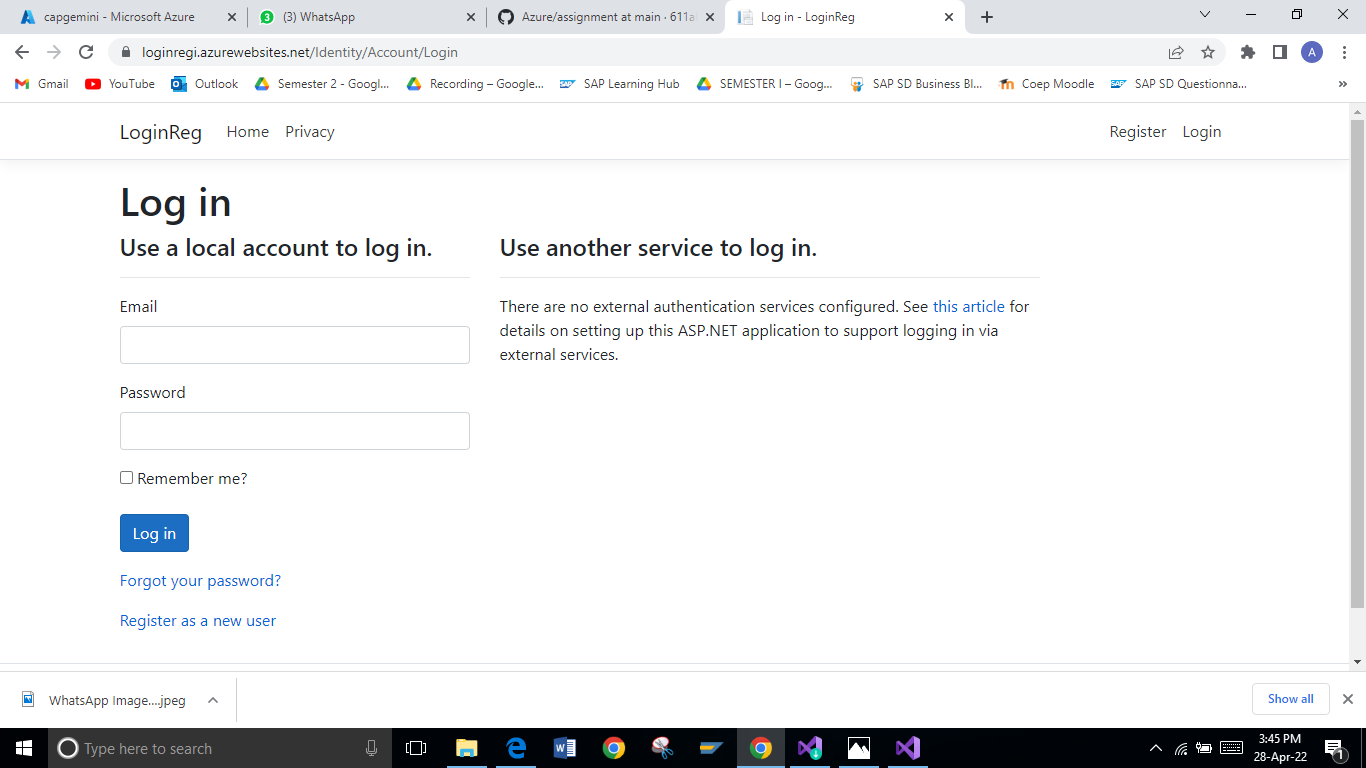 capgemini - Microsoft Azure
(3) WhatsApp
Azure/assignment at main · 611a
Log in - LoginReg
loginregi.azurewebsites.net/Identity/Account/Login
A
Gmail
YouTube
Outlook
Semester 2 - Googl...
Recording – Google...
SAP Learning Hub
SEMESTER I – Goog...
SAP SD Business Bl...
Coep Moodle
SAP SD Questionna...
LoginReg Home Privacy
Register Login
Log in
Use a local account to log in.
Email
Password
Remember me?
Log in
Forgot your password?
Register as a new user
Use another service to log in.
There are no external authentication services configured. See this article for
details on setting up this ASP.NET application to support logging in via
external services.
WhatsApp Image....jpeg
Show all
Type here to search
3:45 PM
28-Apr-22
1